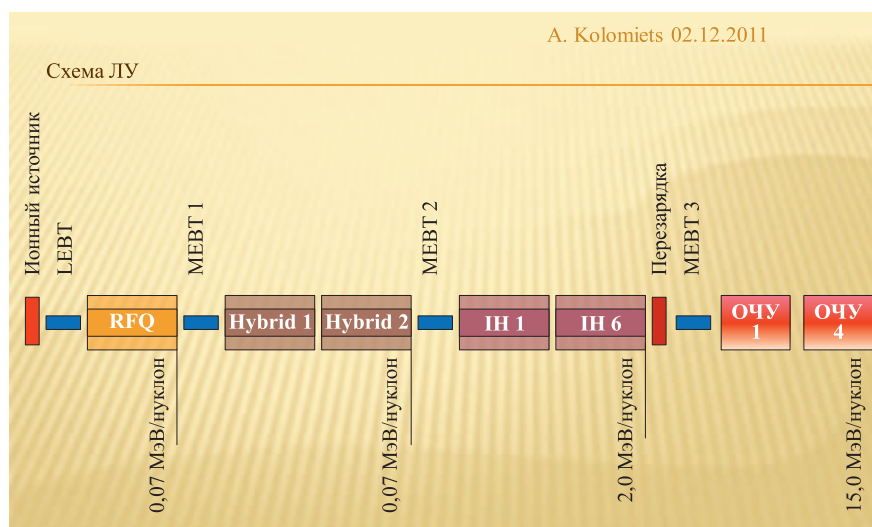 A. Kolomiets 02.12.2011
Схема ЛУ
Ионный источник
LEBT
MEBT 1
MEBT 2
Перезарядка
MEBT 3
RFQ
Hybrid 1
Hybrid 2
IH 1
IH 6
ОЧУ
1
ОЧУ
4
0,07 МэВ/нуклон
0,07 МэВ/нуклон
2,0 МэВ/нуклон
15,0 МэВ/нуклон